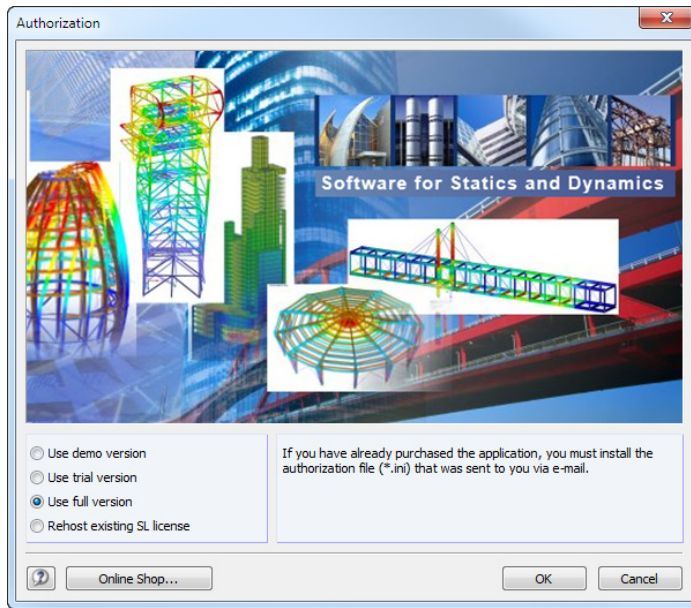 Authorization
Software for Statics and Dynamics
Use demo version
Use trial version
Use full version
Rehost existing SL license
If you have already purchased the application, you must install the
authorization file (*.ini) that was sent to you via e-mail.
Online Shop...
OK
Cancel